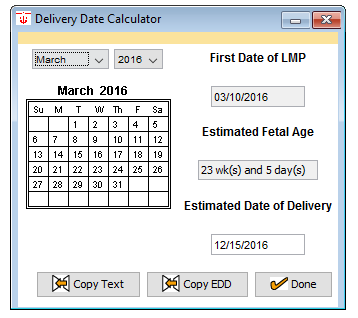 Delivery Date Calculator
March 2016
First Date of LMP
03/10/2016
March 2016
Su M T W Th F Sa
1 2 3 4 5
6 7 8 9 10 11 12
13 14 15 16 17 18 19
20 21 22 23 24 25 26
27 28 29 30 31
Estimated Fetal Age
23 wk(s) and 5 day(s)
Estimated Date of Delivery
12/15/2016
Copy Text Copy EDD Done